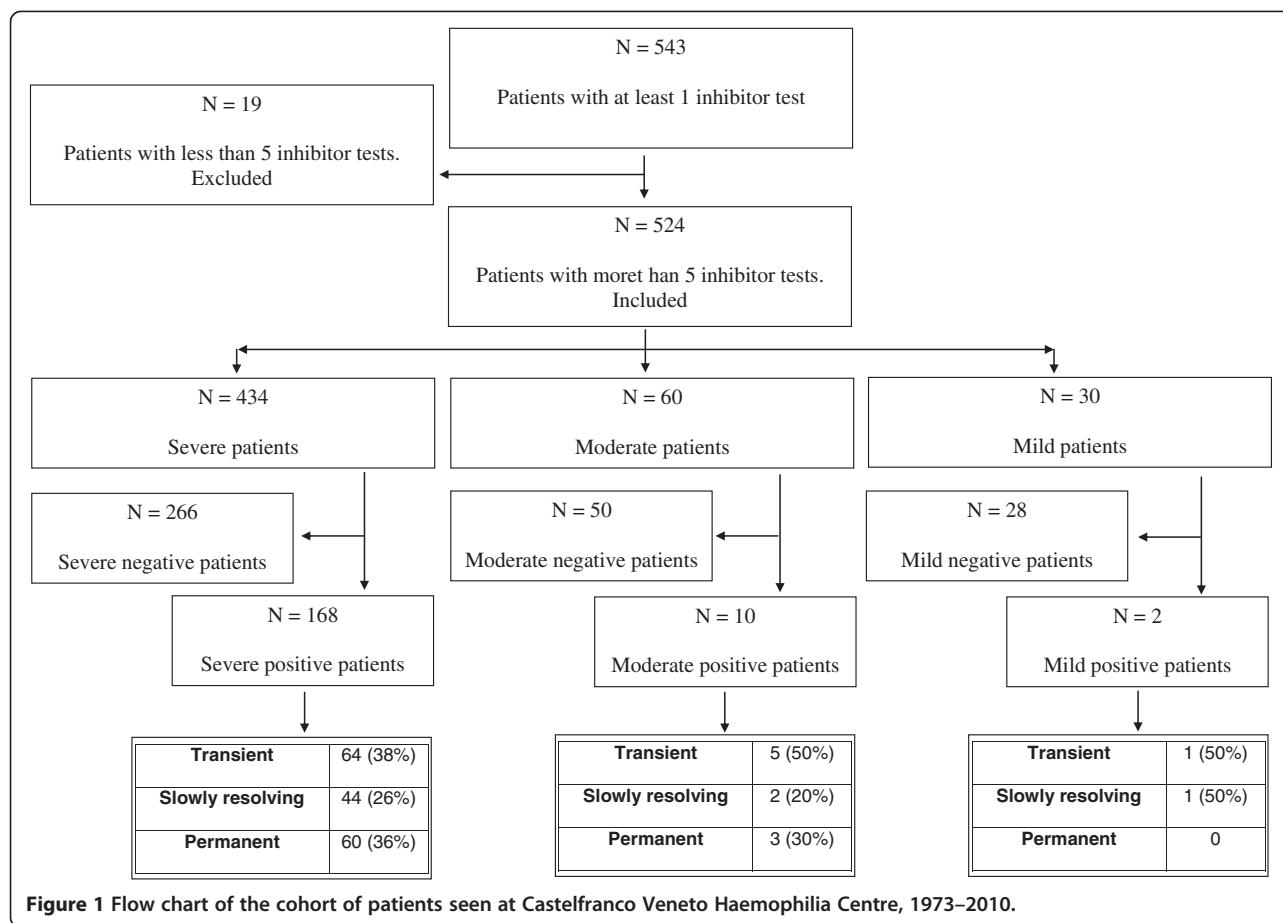 N = 543
Patients with at least 1 inhibitor test
N = 19
Patients with less than 5 inhibitor tests.
Excluded
N = 524
Patients with moret han 5 inhibitor tests.
Included
N = 434
Severe patients
N = 60
Moderate patients
N = 30
Mild patients
N = 266
Severe negative patients
N = 50
Moderate negative patients
N = 28
Mild negative patients
N = 168
Severe positive patients
N = 10
Moderate positive patients
N = 2
Mild positive patients
Transient 64 (38%)
Slowly resolving 44 (26%)
Permanent 60 (36%)
Transient 5 (50%)
Slowly resolving 2 (20%)
Permanent 3 (30%)
Transient 1 (50%)
Slowly resolving 1 (50%)
Permanent 0
Figure 1 Flow chart of the cohort of patients seen at Castelfranco Veneto Haemophilia Centre, 1973–2010.